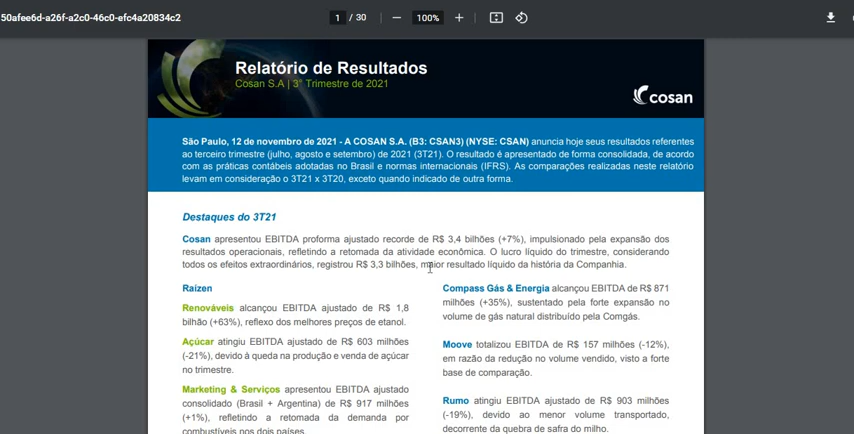 50afee6d-a26f-a2c0-46c0-efc4a20834c2
1 / 30
100%
Relatório de Resultados
Cosan S.A | 3° Trimestre de 2021
cosan
São Paulo, 12 de novembro de 2021 - A COSAN S.A. (B3: CSAN3) (NYSE: CSAN) anuncia hoje seus resultados referentes
ao terceiro trimestre (julho, agosto e setembro) de 2021 (3T21). O resultado é apresentado de forma consolidada, de acordo
com as práticas contábeis adotadas no Brasil e normas internacionais (IFRS). As comparações realizadas neste relatório
levam em consideração o 3T21 x 3T20, exceto quando indicado de outra forma.
Destaques do 3T21
Cosan apresentou EBITDA proforma ajustado recorde de R$ 3,4 bilhões (+7%), impulsionado pela expansão dos
resultados operacionais, refletindo a retomada da atividade econômica. O lucro líquido do trimestre, considerando
todos os efeitos extraordinários, registrou R$ 3,3 bilhões, maior resultado líquido da história da Companhia.
Raízen
Renováveis alcançou EBITDA ajustado de R$ 1,8
bilhão (+63%), reflexo dos melhores preços de etanol.
Açúcar atingiu EBITDA ajustado de R$ 603 milhões
(-21%), devido à queda na produção e venda de açúcar
no trimestre.
Marketing & Serviços apresentou EBITDA ajustado
consolidado (Brasil + Argentina) de R$ 917 milhões
(+1%), refletindo a retomada da demanda por
combustíveis nos dois países.
Compass Gás & Energia alcançou EBITDA de R$ 871
milhões (+35%), sustentado pela forte expansão no
volume de gás natural distribuído pela Comgás.
Moove totalizou EBITDA de R$ 157 milhões (-12%),
em razão da redução no volume vendido, visto a forte
base de comparação.
Rumo atingiu EBITDA ajustado de R$ 903 milhões
(-19%), devido ao menor volume transportado,
decorrente da quebra de safra do milho.